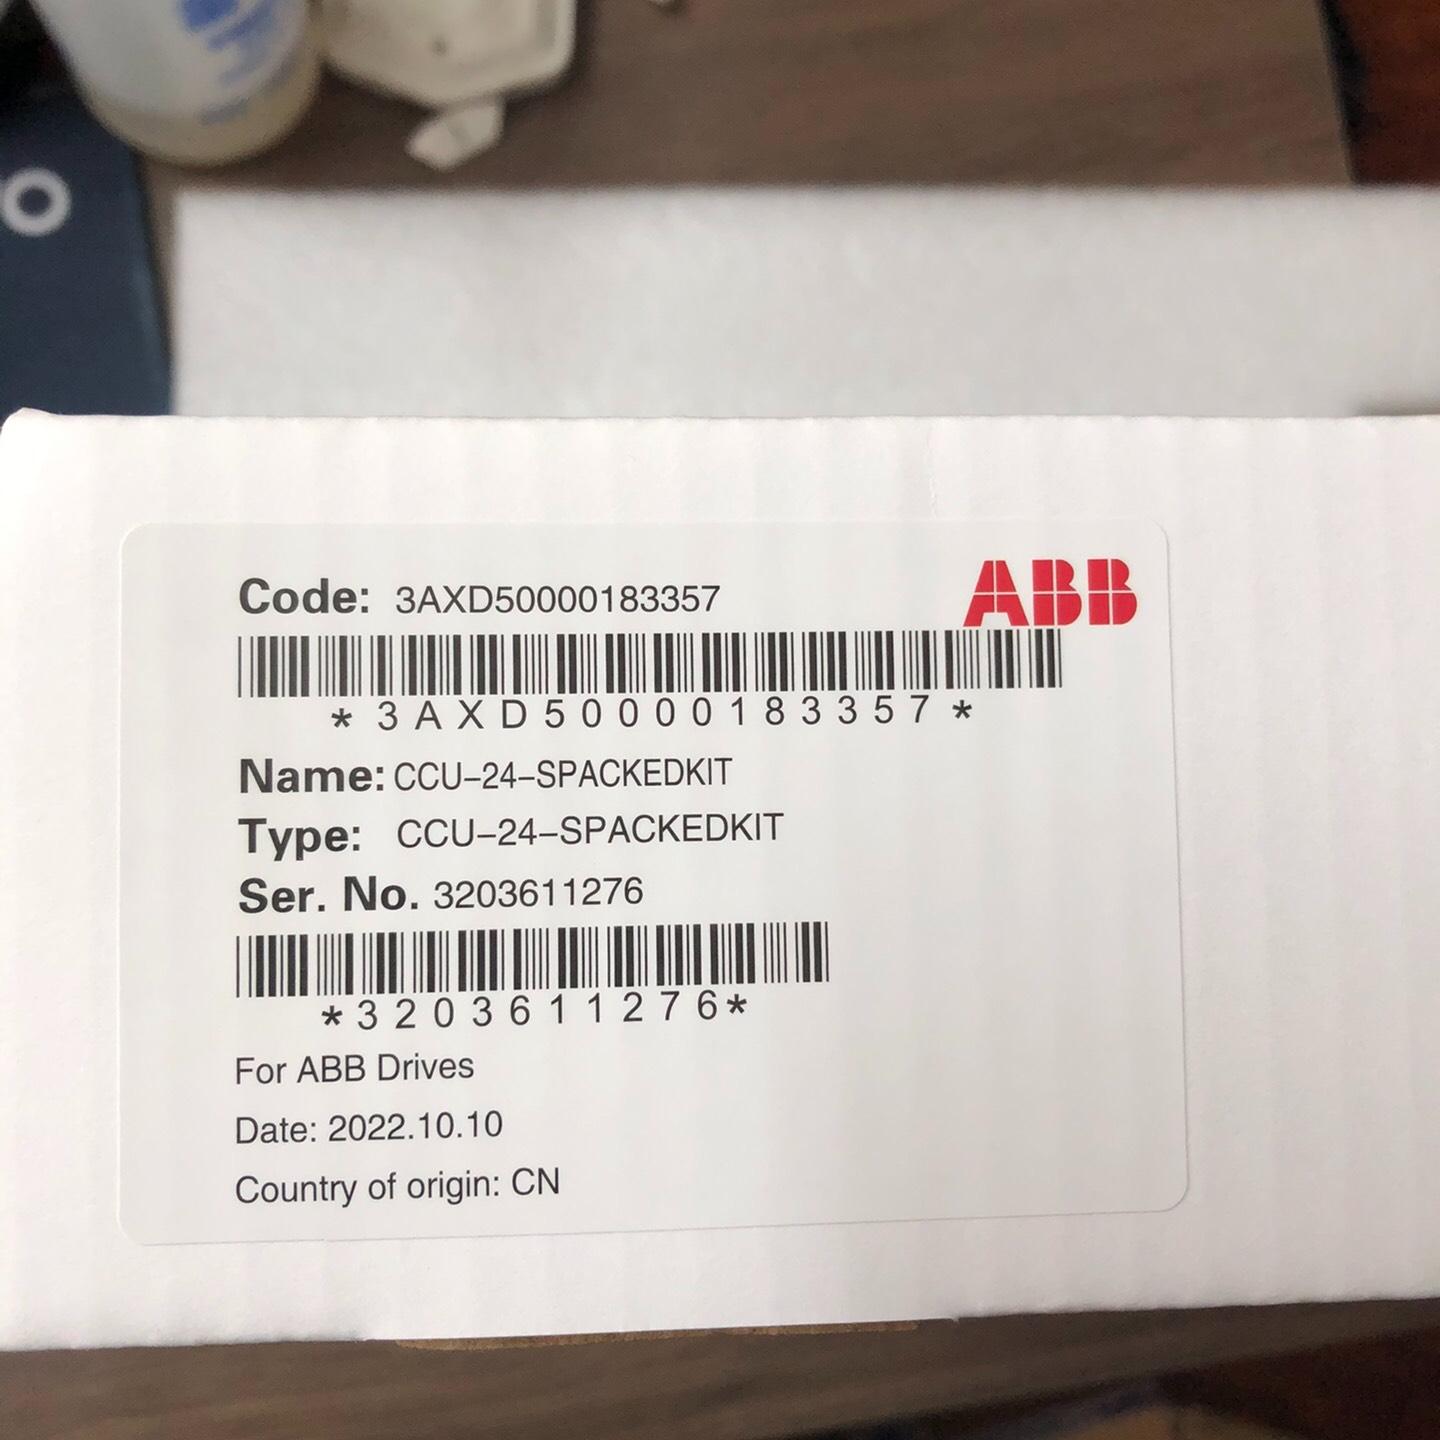 Code: 3AXD50000183357
ABB
*3AXD50000183357*
Name: CCU-24-SPACKEDKIT
Type: CCU-24-SPACKEDKIT
Ser. No. 3203611276
*3203611276*
For ABB Drives
Date: 2022.10.10
Country of origin: CN